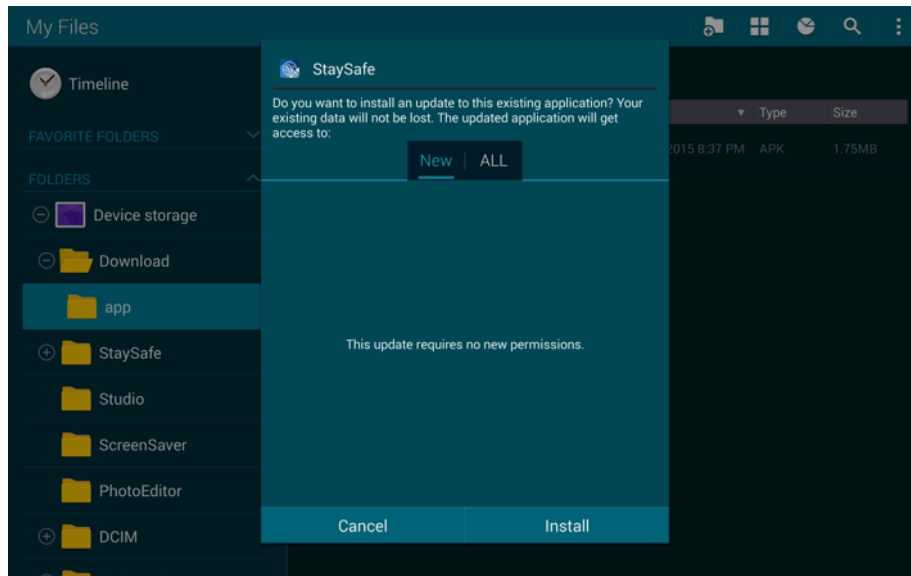 My Files
Timeline
FAVORITE FOLDERS
FOLDERS
Device storage
Download
app
StaySafe
Studio
ScreenSaver
PhotoEditor
DCIM
StaySafe
Do you want to install an update to this existing application? Your
existing data will not be lost. The updated application will get
access to:
New
ALL
This update requires no new permissions.
Cancel
Install
Type
Size
2015 8:37 PM
APK
1.75MB